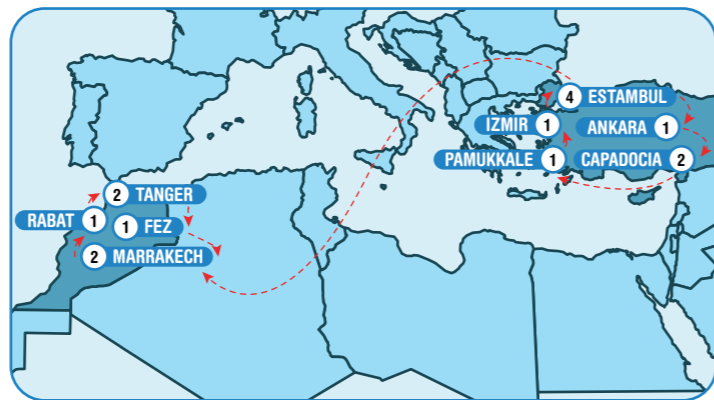 4 ESTAMBUL
IZMIR 1
ANKARA 1
PAMUKKALE 1
CAPADOCIA 2
2 TANGER
RABAT 1
1 FEZ
2 MARRAKECH